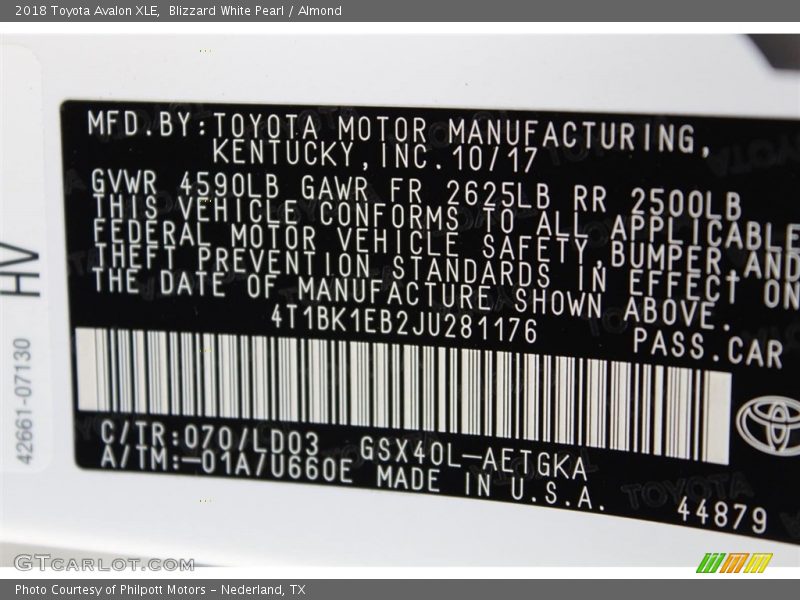 2018 Toyota Avalon XLE,  Blizzard White Pearl / Almond
MFD.BY:TOYOTA MOTOR MANUFACTURING,
KENTUCKY,INC.10/17
GVWR 4590LB GAWR FR 2625LB RR 2500LB
THIS VEHICLE CONFORMS TO ALL APPLICABLE
FEDERAL MOTOR VEHICLE SAFETY,BUMPER,AND
THEFT PREVENTION STANDARDS IN EFFECT ON
THE DATE OF MANUFACTURE SHOWN ABOVE.
4T1BK1EB2JU281176
PASS.CAR
C/TR:070/LD03 GSX40L-AETGKA
A/TM:-01A/U660E MADE IN U.S.A.
44879
HV
42661-07130
GTCARLOT.COM
Photo Courtesy of Philpott Motors - Nederland, TX